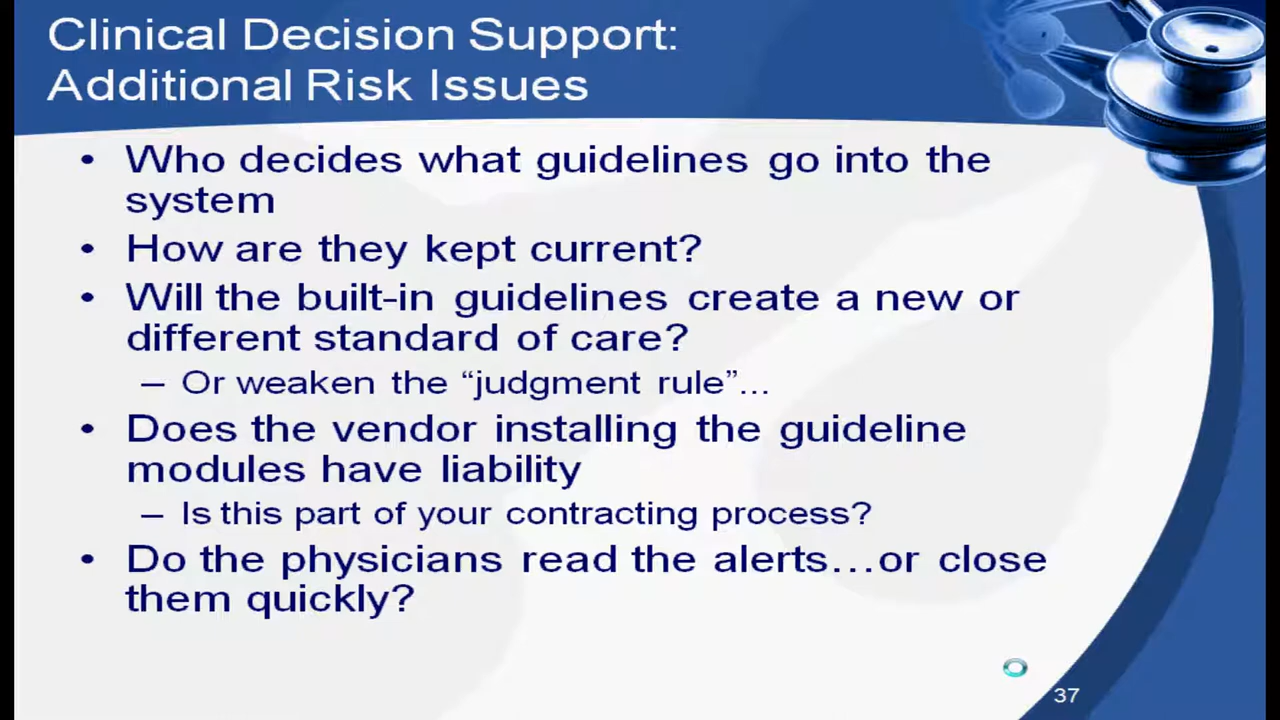 Clinical Decision Support:
Additional Risk Issues
• Who decides what guidelines go into the
system
• How are they kept current?
• Will the built-in guidelines create a new or
different standard of care?
– Or weaken the “judgment rule”...
• Does the vendor installing the guideline
modules have liability
– Is this part of your contracting process?
• Do the physicians read the alerts…or close
them quickly?
37